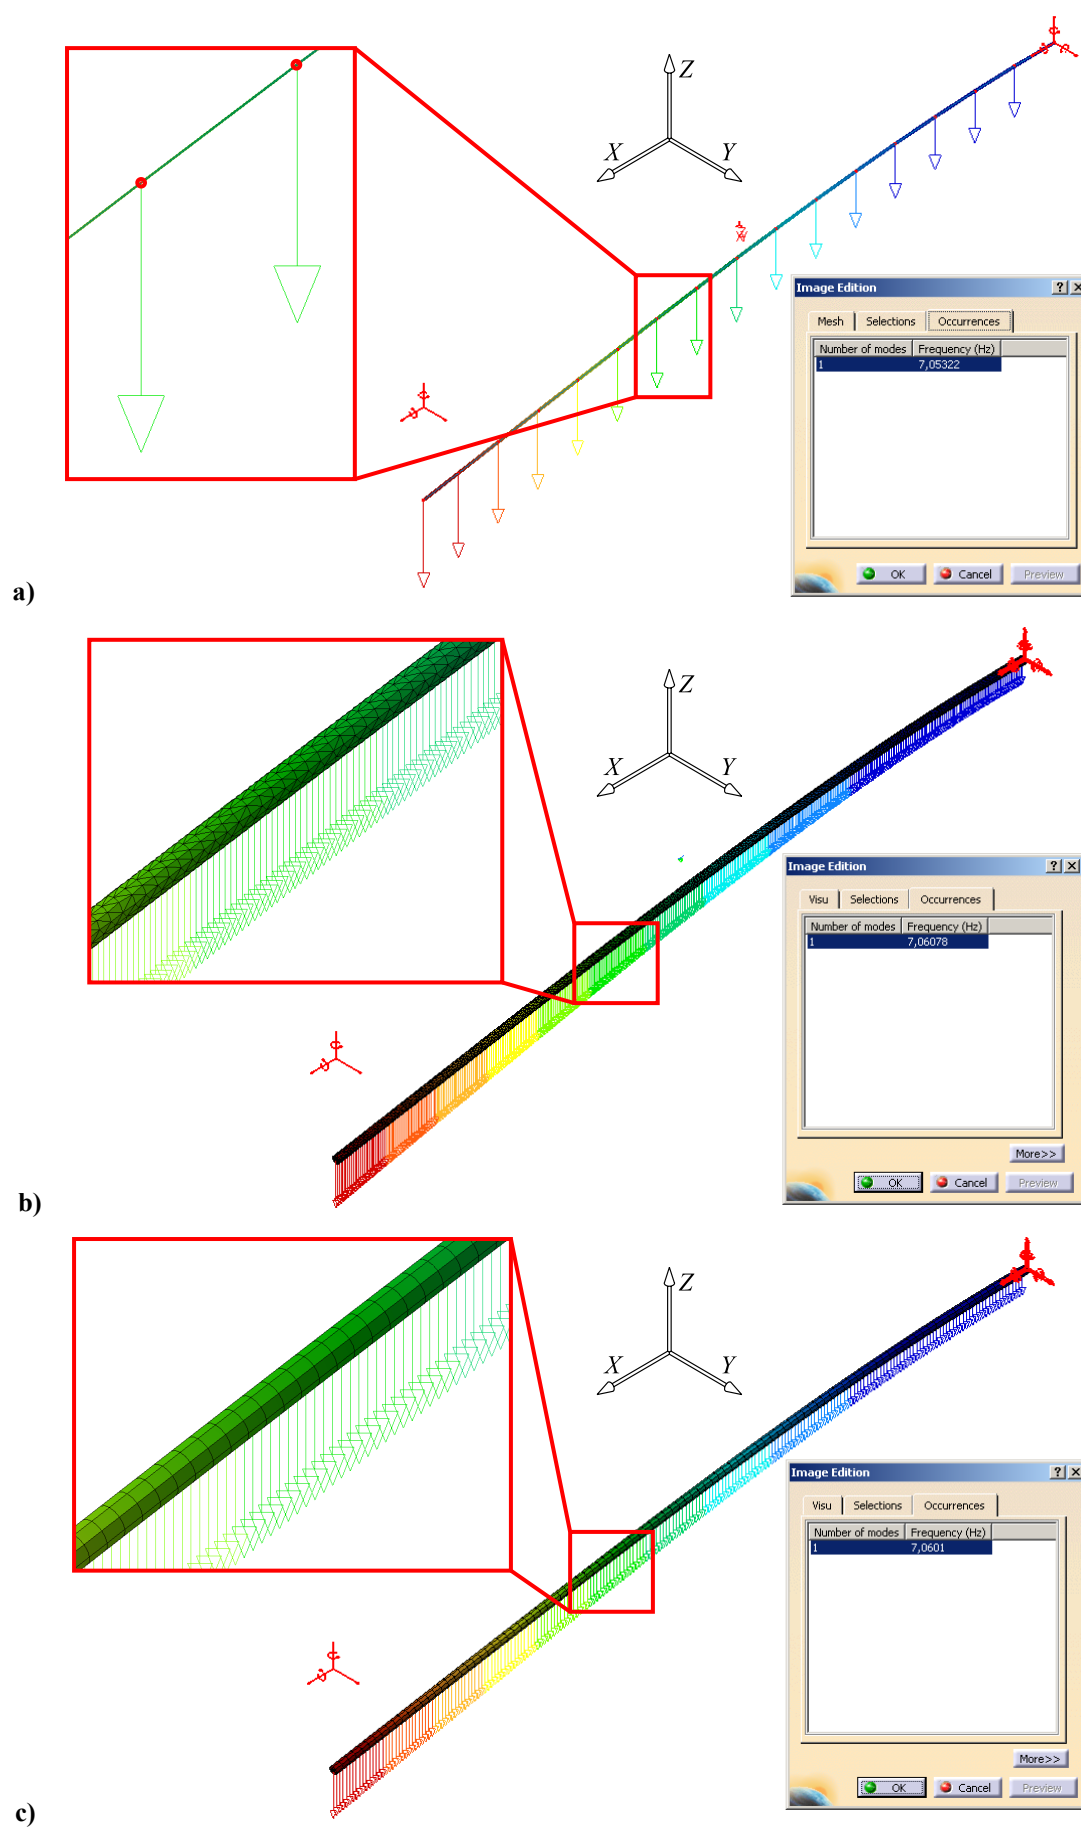 Z
X
Y
Image Edition
Mesh Selections Occurrences
Number of modes Frequency (Hz)
1 7,05322
OK Cancel Preview
a)
Z
X
Y
Image Edition
Visu Selections Occurrences
Number of modes Frequency (Hz)
1 7,06078
More>>
OK Cancel Preview
b)
Z
X
Y
Image Edition
Visu Selections Occurrences
Number of modes Frequency (Hz)
1 7,0601
More>>
OK Cancel Preview
c)